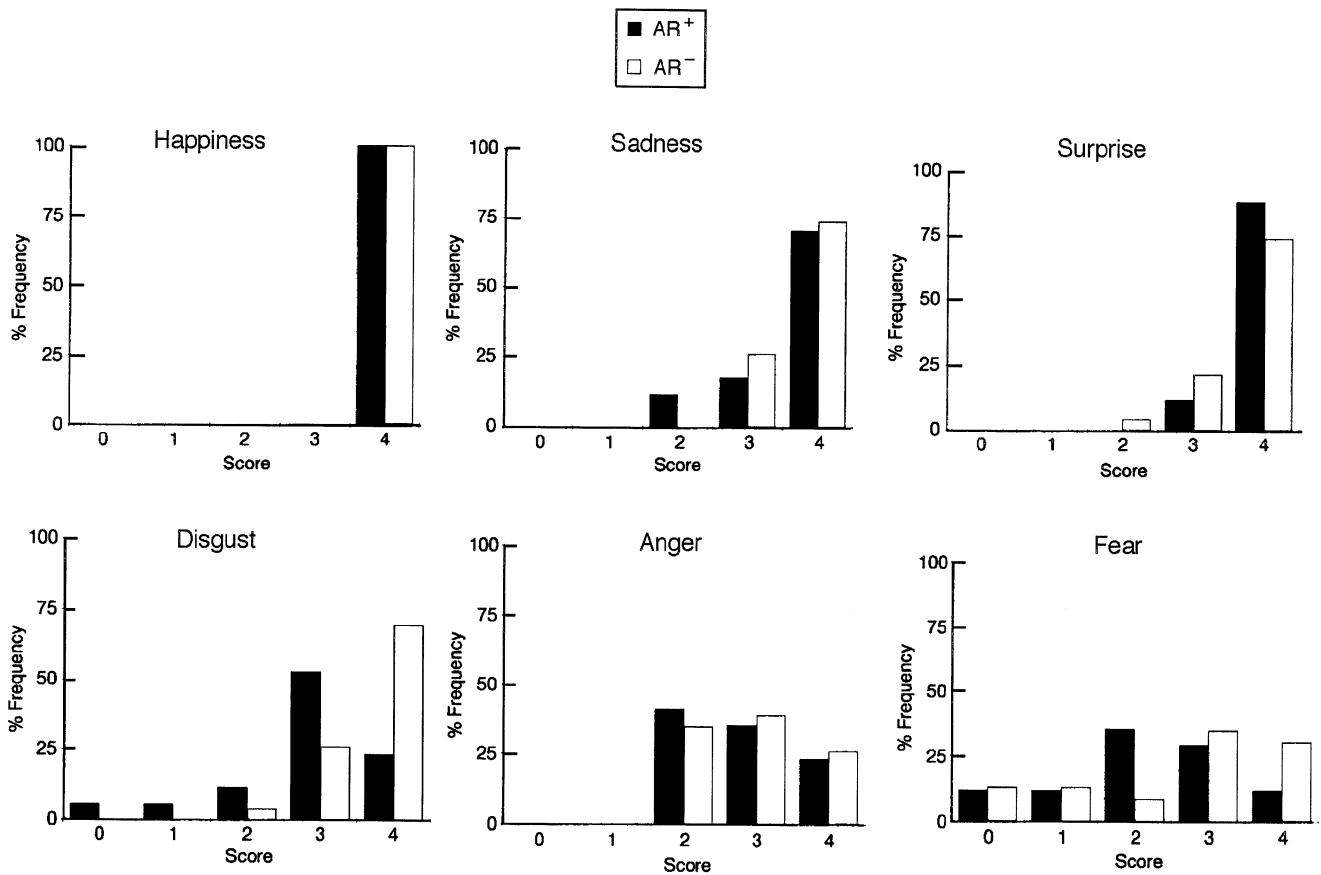 AR+
AR−
Happiness
100
75
50
25
0
% Frequency
0 1 2 3 4
Score
Sadness
100
75
50
25
0
% Frequency
0 1 2 3 4
Score
Surprise
100
75
50
25
0
% Frequency
0 1 2 3 4
Score
Disgust
100
75
50
25
0
% Frequency
0 1 2 3 4
Score
Anger
100
75
50
25
0
% Frequency
0 1 2 3 4
Score
Fear
100
75
50
25
0
% Frequency
0 1 2 3 4
Score